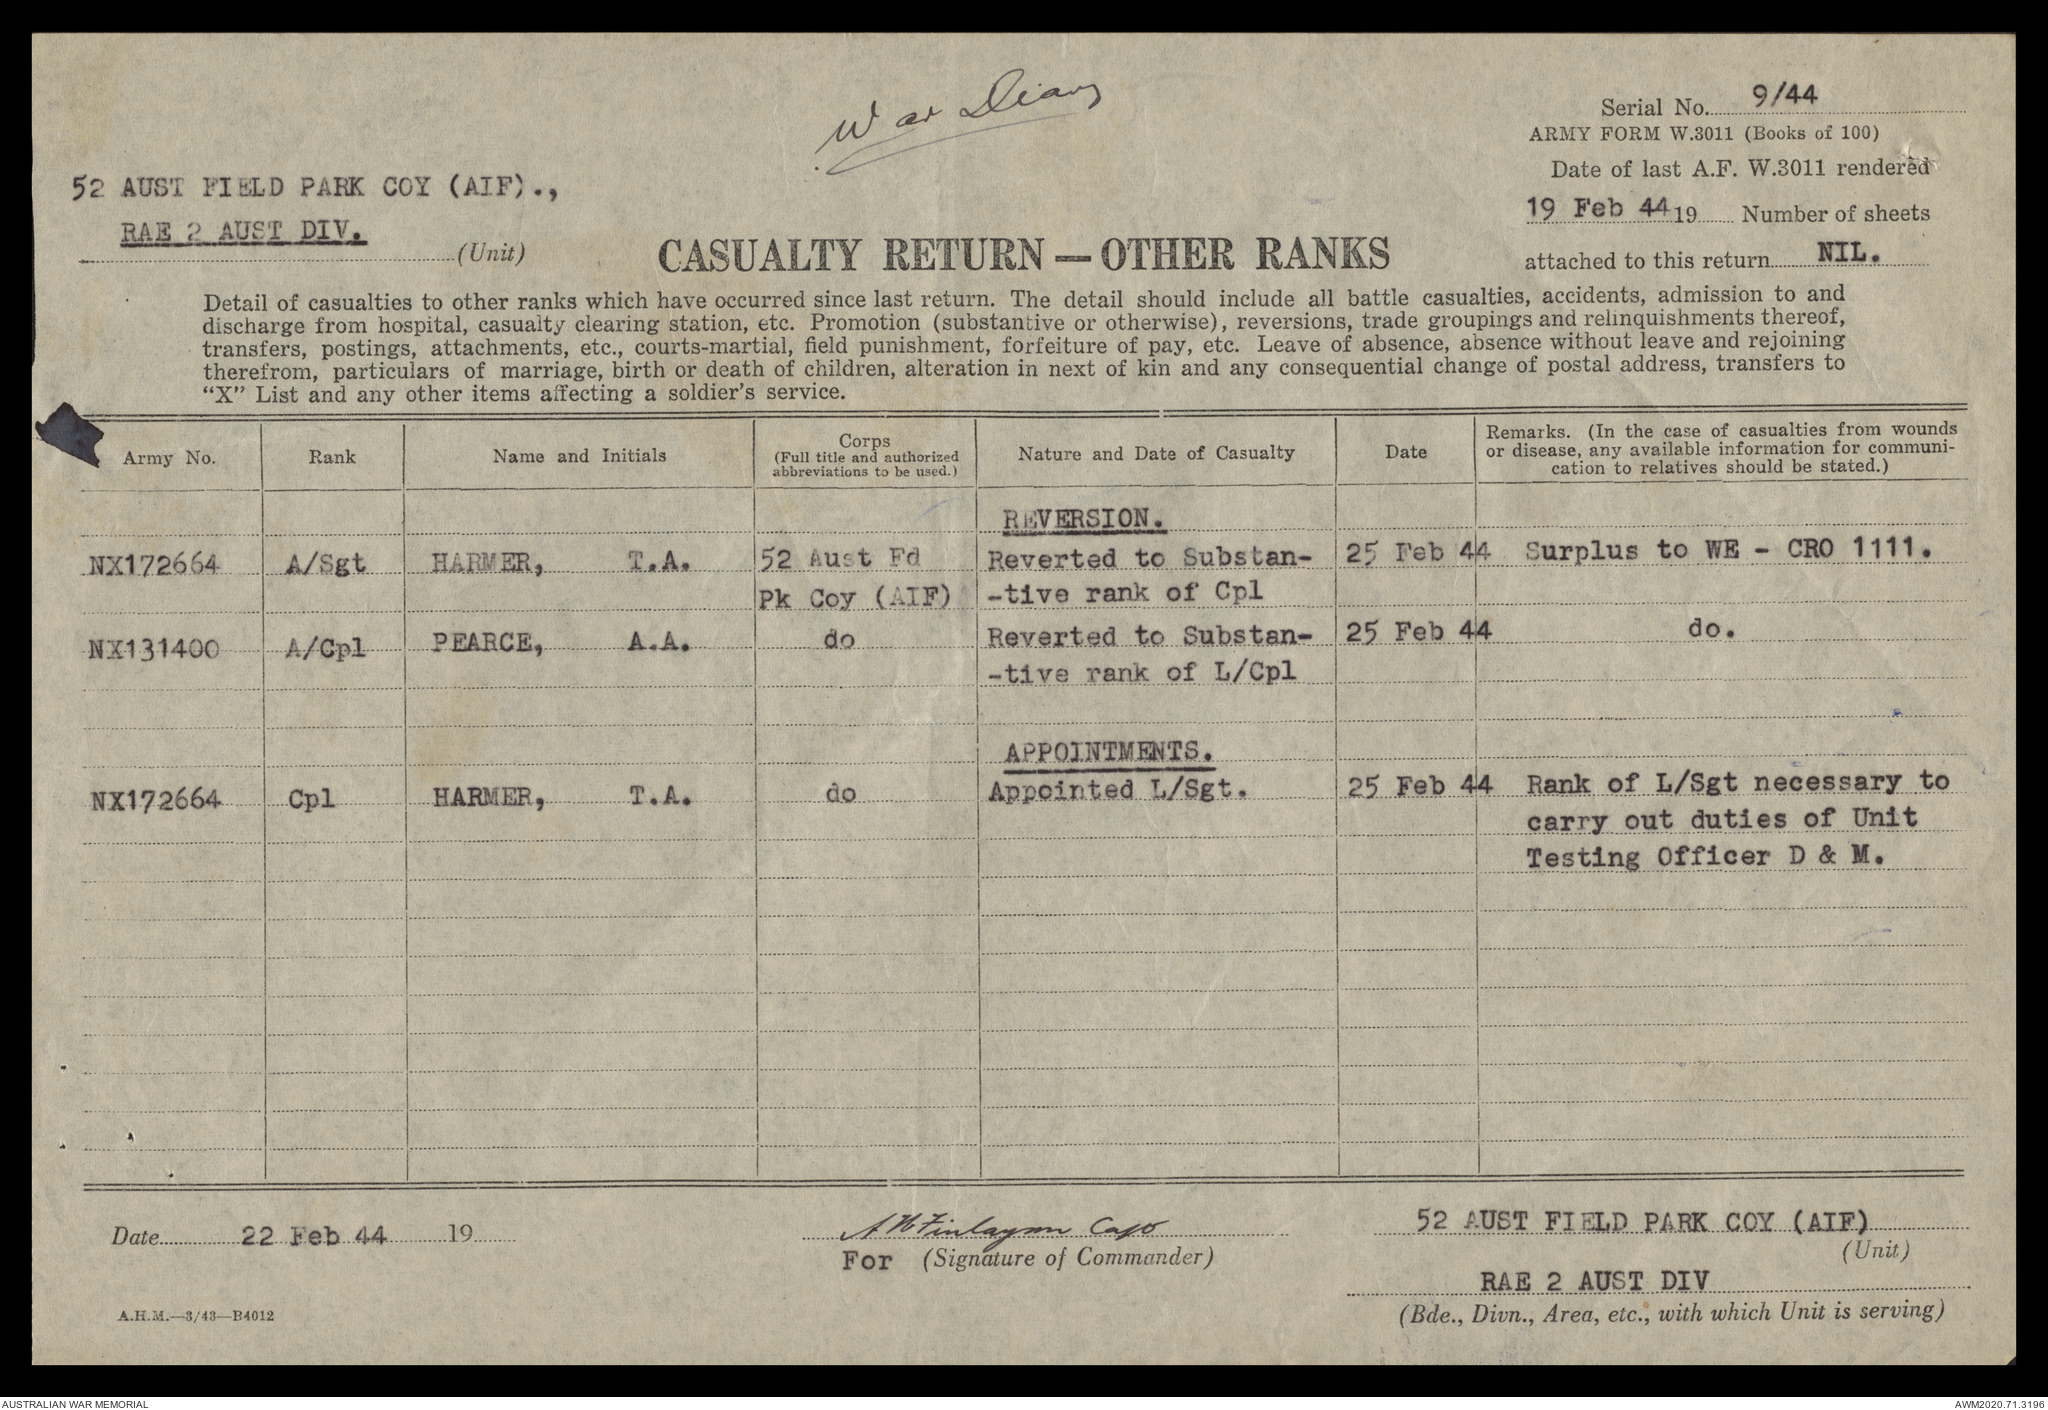 War Diary
Serial No. 9/44
ARMY FORM W.3011 (Books of 100)
Date of last A.F. W.3011 rendered
19 Feb 44 19 Number of sheets
attached to this return NIL.
52 AUST FIELD PARK COY (AIF).,
RAE 2 AUST DIV.
(Unit)
CASUALTY RETURN — OTHER RANKS
Detail of casualties to other ranks which have occurred since last return. The detail should include all battle casualties, accidents, admission to and
discharge from hospital, casualty clearing station, etc. Promotion (substantive or otherwise), reversions, trade groupings and relinquishments thereof,
transfers, postings, attachments, etc., courts-martial, field punishment, forfeiture of pay, etc. Leave of absence, absence without leave and rejoining
therefrom, particulars of marriage, birth or death of children, alteration in next of kin and any consequential change of postal address, transfers to
“X” List and any other items affecting a soldier's service.
Army No. Rank Name and Initials Corps (Full title and authorized abbreviations to be used.) Nature and Date of Casualty Date Remarks. (In the case of casualties from wounds or disease, any available information for communi-cation to relatives should be stated.)
REVERSION.
NX172664 A/Sgt HARMER, T.A. 52 Aust Fd Reverted to Substan- 25 Feb 44 Surplus to WE - CRO 1111.
Pk Coy (AIF) -tive rank of Cpl
NX131400 A/Cpl PEARCE, A.A. do Reverted to Substan- 25 Feb 44 do.
-tive rank of L/Cpl
APPOINTMENTS.
NX172664 Cpl HARMER, T.A. do Appointed L/Sgt. 25 Feb 44 Rank of L/Sgt necessary to
carry out duties of Unit
Testing Officer D & M.
Date 22 Feb 44 19
A H Finlayson Capt
For (Signature of Commander)
52 AUST FIELD PARK COY (AIF)
(Unit)
RAE 2 AUST DIV
(Bde., Divn., Area, etc., with which Unit is serving)
A.H.M.—3/43—B4012
AUSTRALIAN WAR MEMORIAL
AWM2020.71.3196